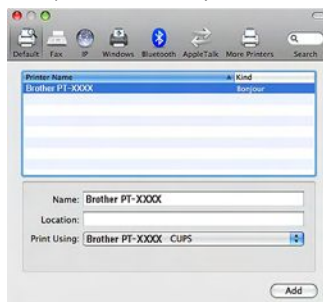 Default Fax IP Windows Bluetooth AppleTalk More Printers Search
Printer Name Kind
Brother PT-XXXX Bonjour
Name: Brother PT-XXXX
Location:
Print Using: Brother PT-XXXX CUPS
Add